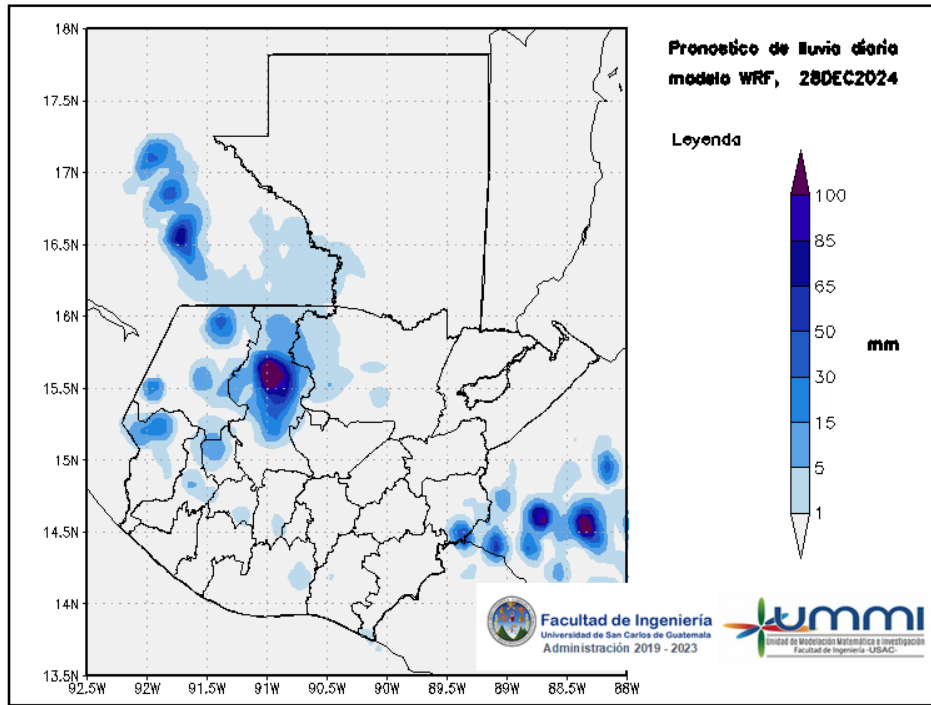 Pronostico de lluvia diaria
modelo WRF, 28DEC2024
Leyenda
100
85
65
50
30
15
5
1
mm
18N
17.5N
17N
16.5N
16N
15.5N
15N
14.5N
14N
13.5N
92.5W
92W
91.5W
91W
90.5W
90W
89.5W
89W
88.5W
88W
Facultad de Ingeniería
Universidad de San Carlos de Guatemala
Administración 2019 - 2023
UMMI
Unidad de Modelación Matemática e Investigación
Facultad de Ingeniería -USAC-